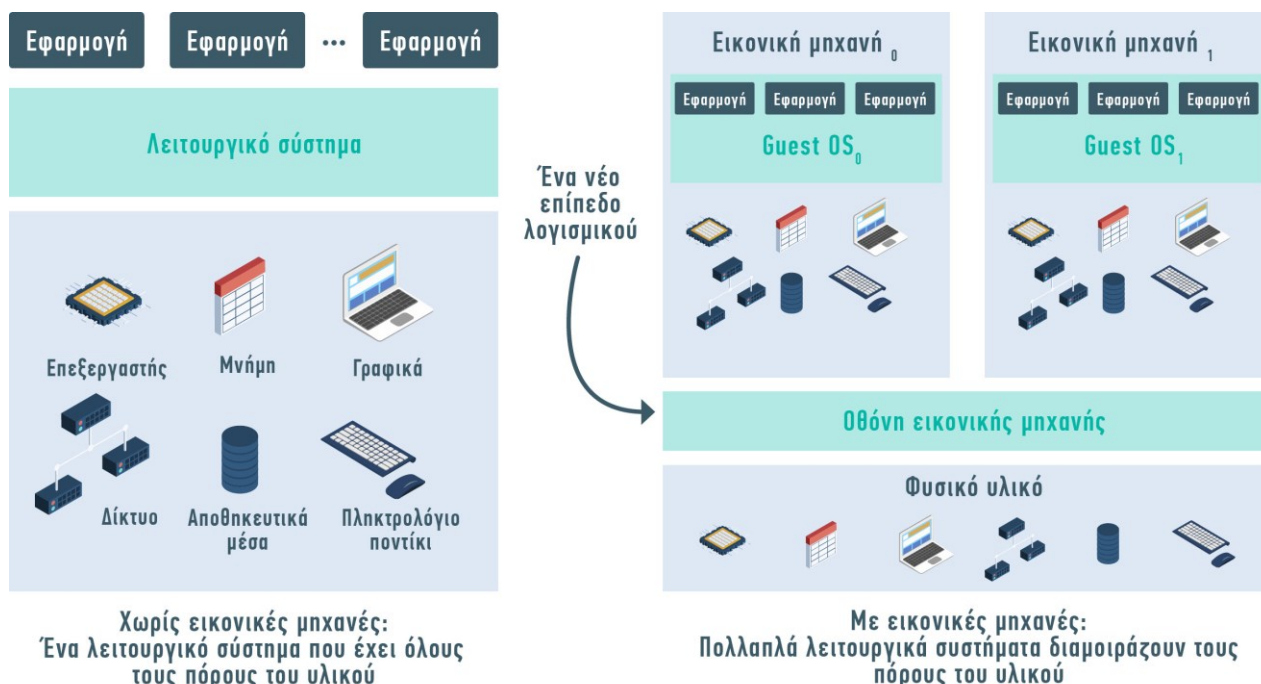 Εφαρμογή Εφαρμογή ... Εφαρμογή
Λειτουργικό σύστημα
Επεξεργαστής Μνήμη Γραφικά
Δίκτυο Αποθηκευτικά Πληκτρολόγιο
μέσα ποντίκι
Χωρίς εικονικές μηχανές:
Ένα λειτουργικό σύστημα που έχει όλους
τους πόρους του υλικού
Ένα νέο
επίπεδο
λογισμικού
Εικονική μηχανή 0
Εφαρμογή Εφαρμογή Εφαρμογή
Guest OS0
Εικονική μηχανή 1
Εφαρμογή Εφαρμογή Εφαρμογή
Guest OS1
Οθόνη εικονικής μηχανής
Φυσικό υλικό
Με εικονικές μηχανές:
Πολλαπλά λειτουργικά συστήματα διαμοιράζουν τους
πόρους του υλικού